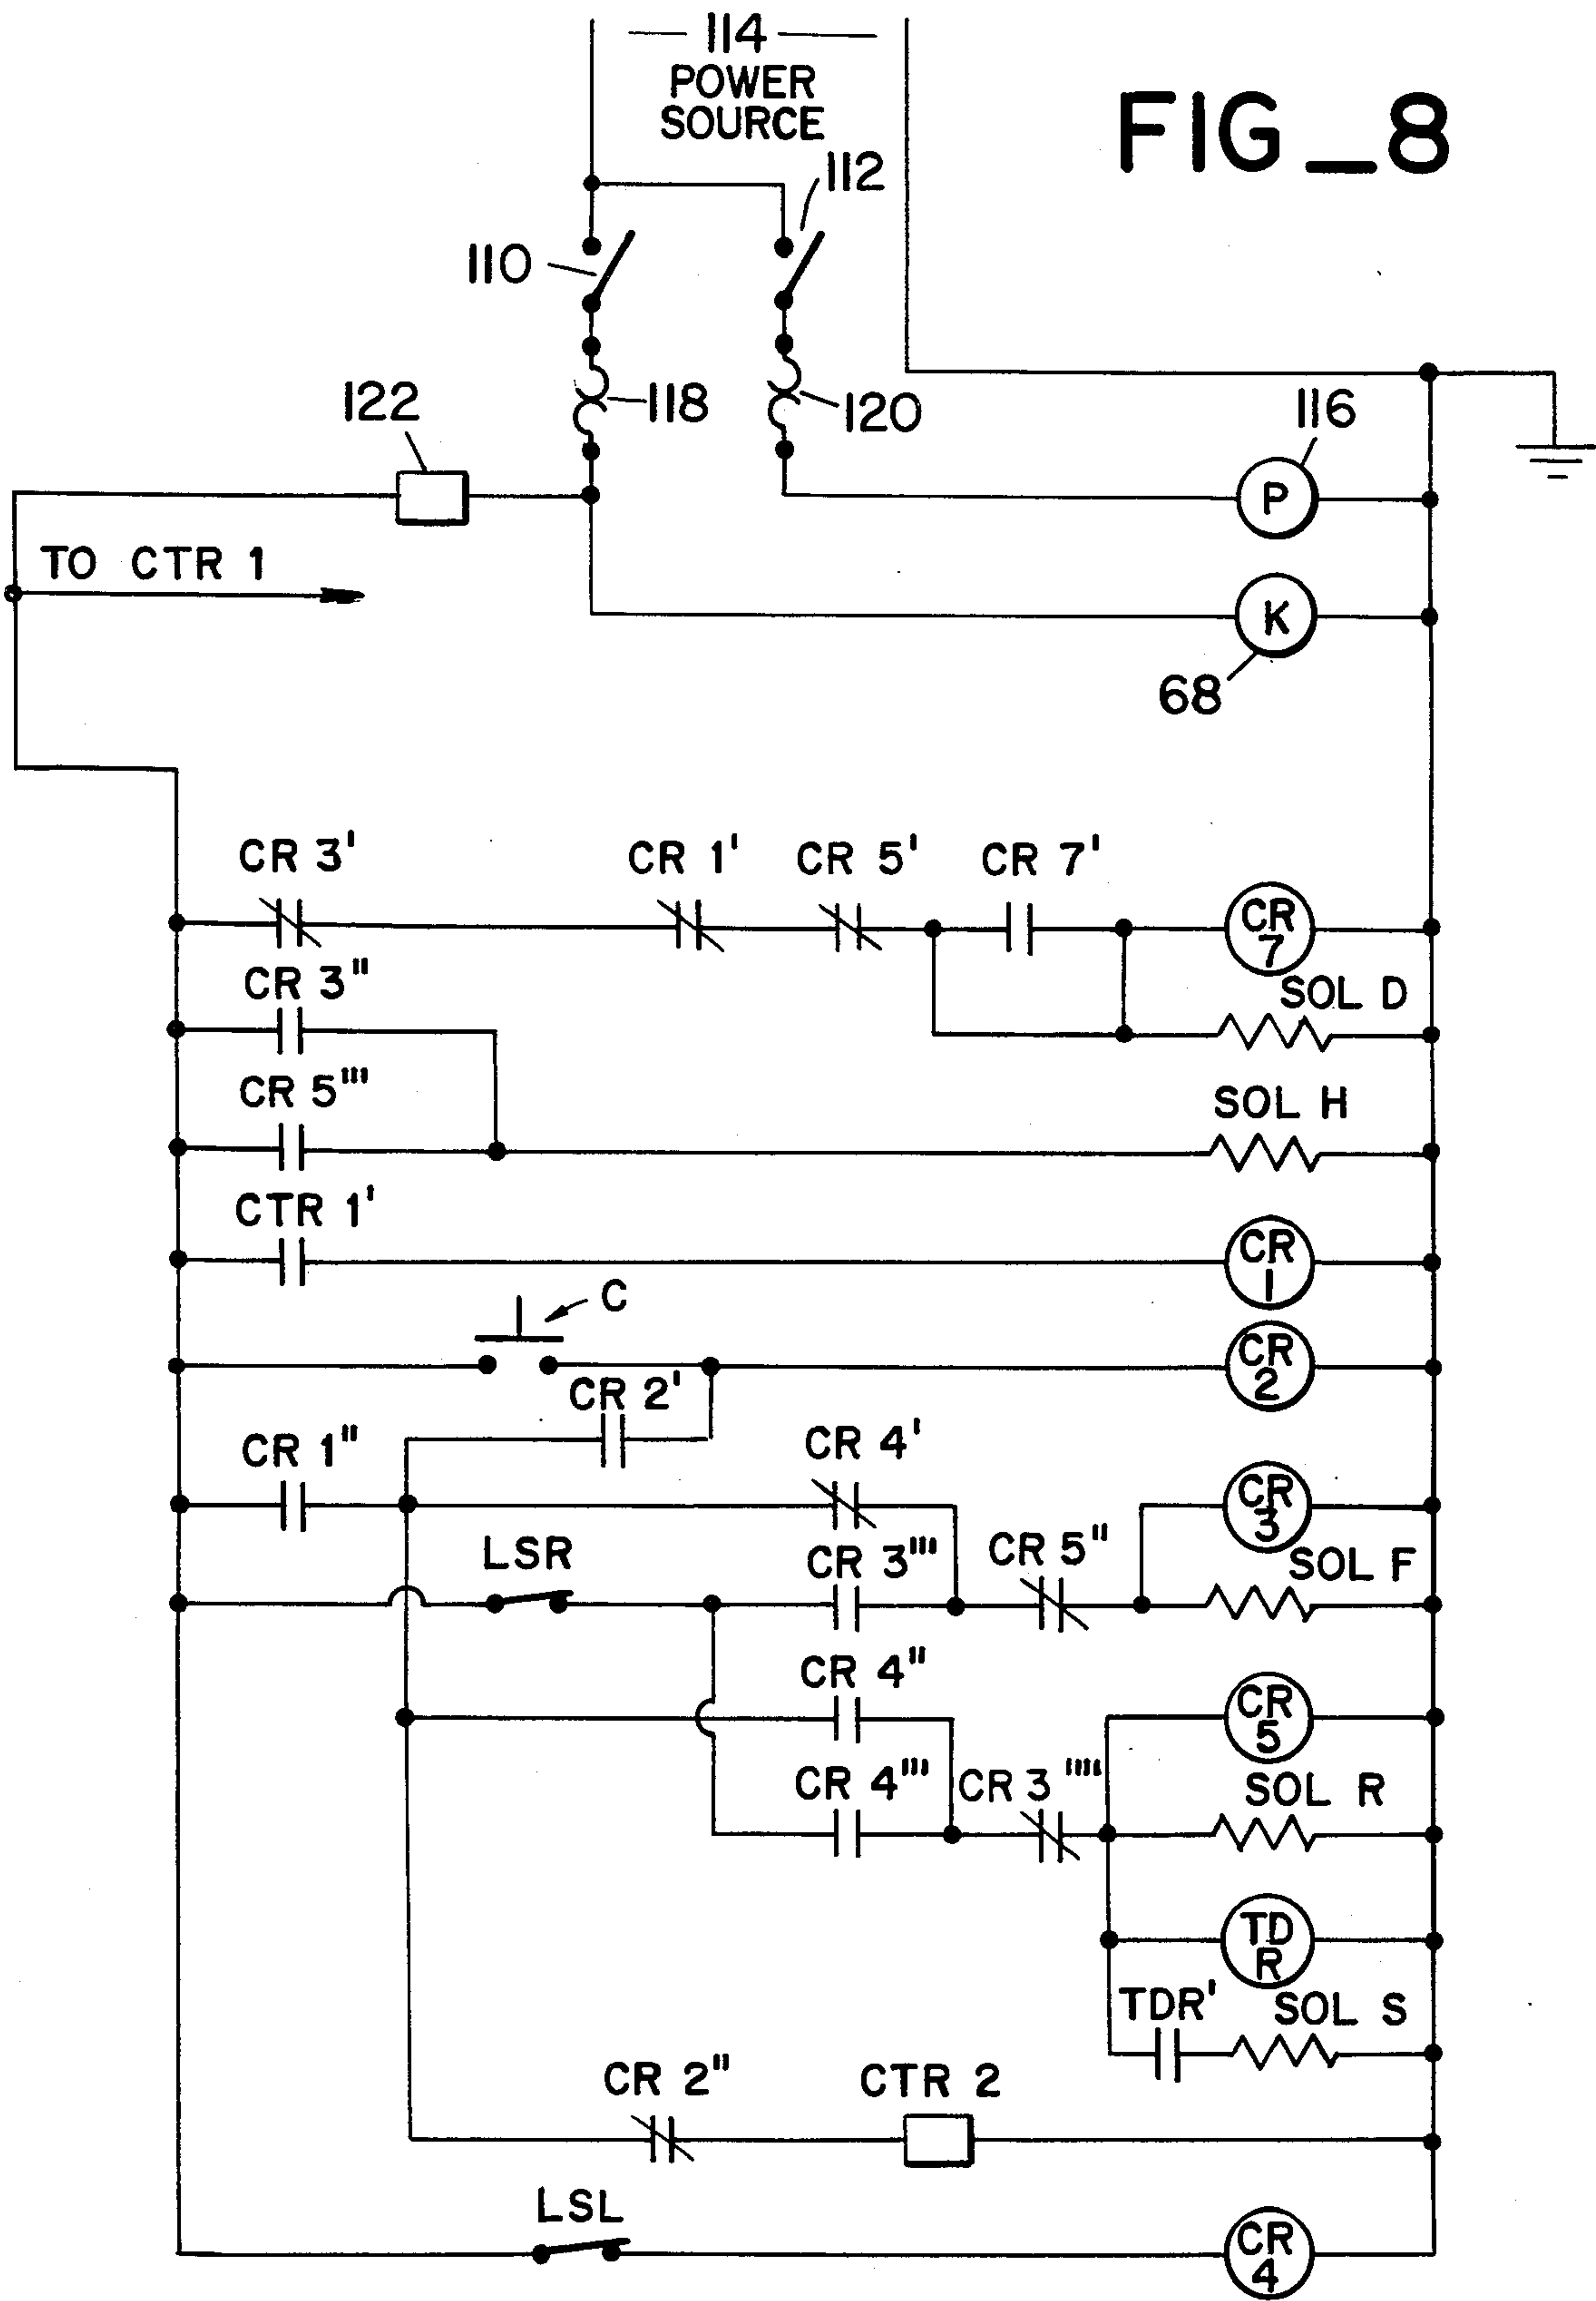 114
POWER
SOURCE
FIG_8
112
110
122
118
120
116
P
TO CTR 1
K
68
CR 3' CR 1' CR 5' CR 7'
CR
7
CR 3"
SOL D
CR 5'''
SOL H
CTR 1'
CR
1
C
CR
2
CR 2'
CR 1"
CR 4'
CR
3
LSR
CR 3'''
CR 5"
SOL F
CR 4"
CR
5
CR 4'''
CR 3''''
SOL R
TD
R
TDR'
SOL S
CR 2"
CTR 2
LSL
CR
4